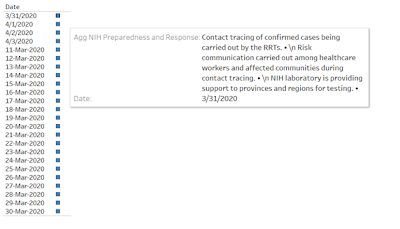 Date
3/31/2020
4/1/2020
4/2/2020
4/3/2020
11-Mar-2020
12-Mar-2020
13-Mar-2020
14-Mar-2020
15-Mar-2020
16-Mar-2020
17-Mar-2020
18-Mar-2020
19-Mar-2020
20-Mar-2020
21-Mar-2020
22-Mar-2020
23-Mar-2020
24-Mar-2020
25-Mar-2020
26-Mar-2020
27-Mar-2020
28-Mar-2020
29-Mar-2020
30-Mar-2020
Agg NIH Preparedness and Response: Contact tracing of confirmed cases being
carried out by the RRTs. • \n Risk
communication carried out among healthcare
workers and affected communities during
contact tracing. • \n NIH laboratory is providing
support to provinces and regions for testing. •
Date: 3/31/2020